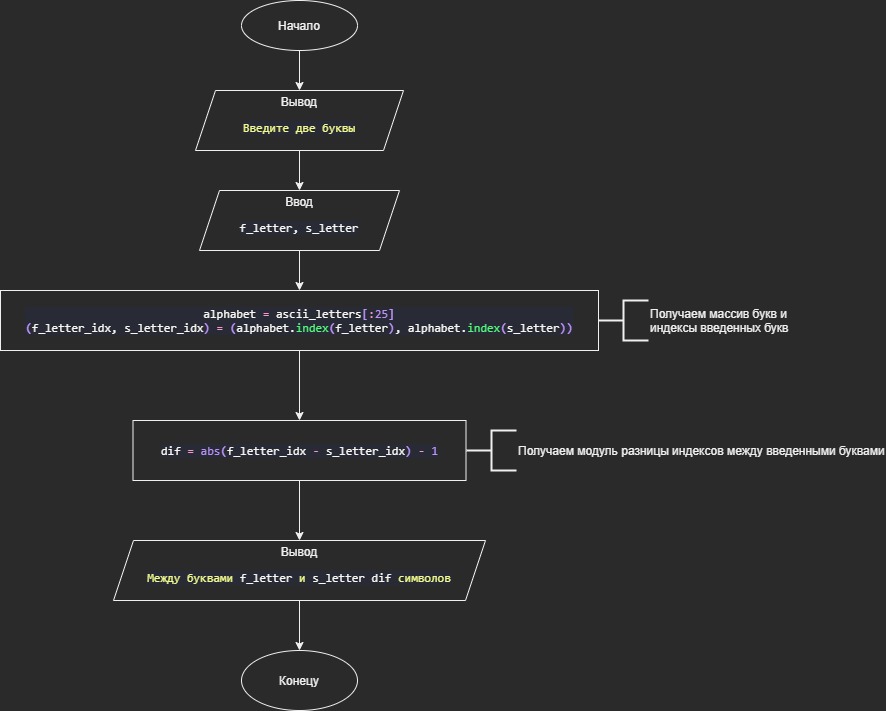 Начало
Вывод
Введите две буквы
Ввод
f_letter, s_letter
alphabet = ascii_letters[:25]
(f_letter_idx, s_letter_idx) = (alphabet.index(f_letter), alphabet.index(s_letter))
Получаем массив букв и
индексы введенных букв
dif = abs(f_letter_idx - s_letter_idx) - 1
Получаем модуль разницы индексов между введенными буквами
Вывод
Между буквами f_letter и s_letter dif символов
Конецу